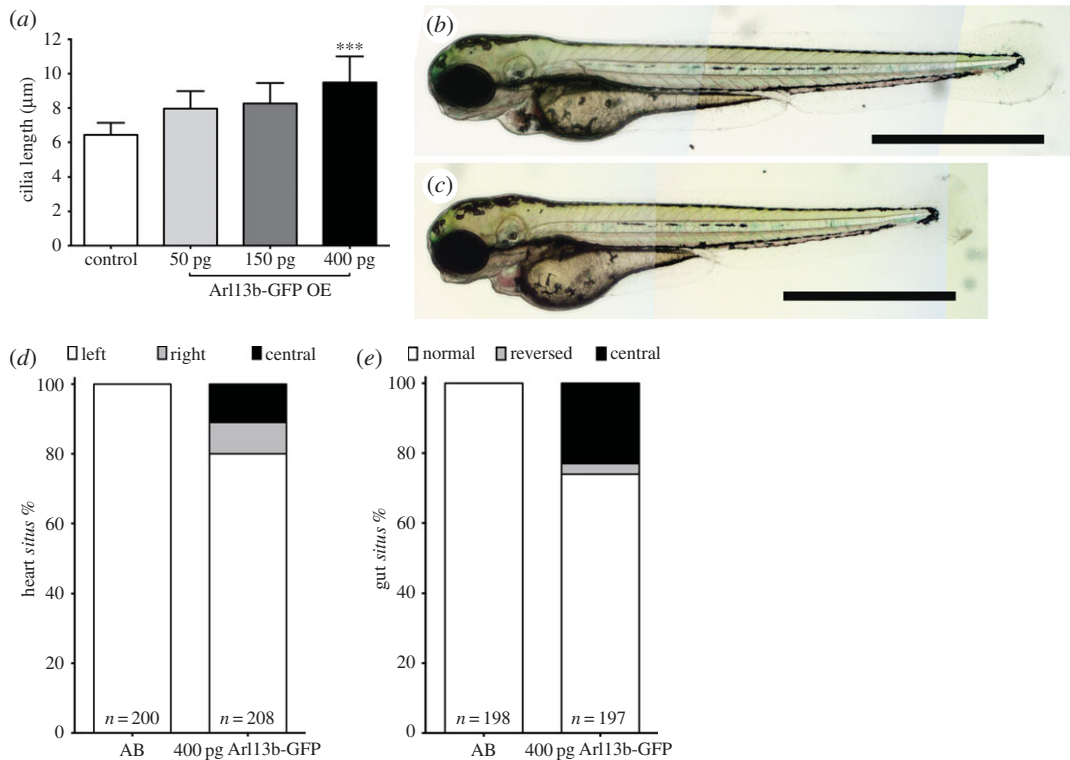 (a)
12
10
8
6
4
2
0
cilia length (µm)
***
control
50 pg
150 pg
400 pg
Arl13b-GFP OE
(b)
(c)
(d)
left right central
100
80
60
40
20
0
heart situs %
n = 200
n = 208
AB
400 pg Arl13b-GFP
(e)
normal reversed central
100
80
60
40
20
0
gut situs %
n = 198
n = 197
AB
400 pg Arl13b-GFP